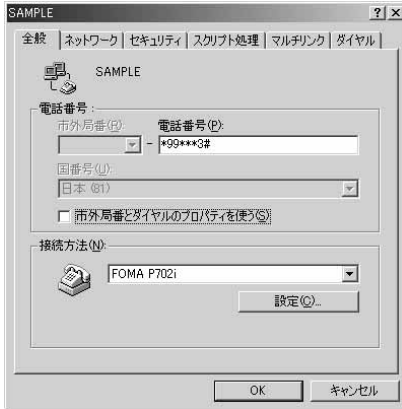 SAMPLE
全般 ネットワーク セキュリティ スクリプト処理 マルチリンク ダイヤル
SAMPLE
電話番号:
市外局番(R): 電話番号(P):
- *99***3#
国番号(U):
日本 (81)
市外局番とダイヤルのプロパティを使う(S)
接続方法(N):
FOMA P702i
設定(C)...
OK キャンセル